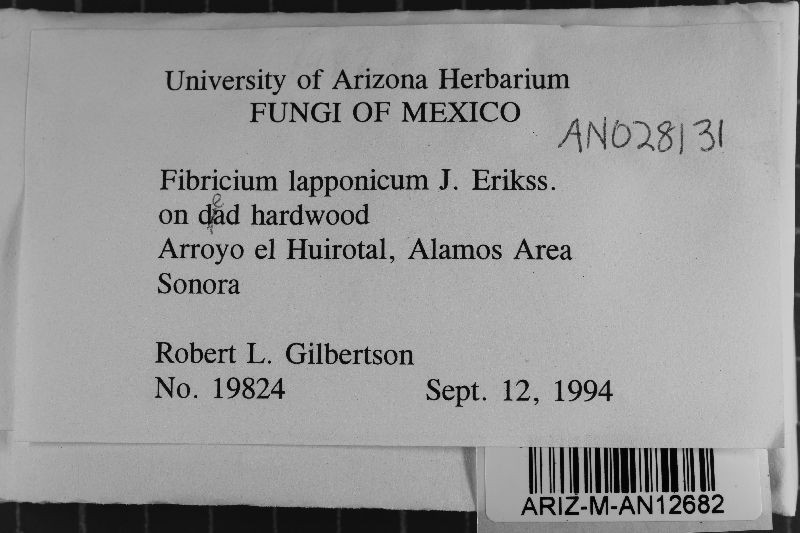 University of Arizona Herbarium
FUNGI OF MEXICO
AN028131
Fibricium lapponicum J. Erikss.
on dead hardwood
Arroyo el Huirotal, Alamos Area
Sonora
Robert L. Gilbertson
No. 19824 Sept. 12, 1994
ARIZ-M-AN12682